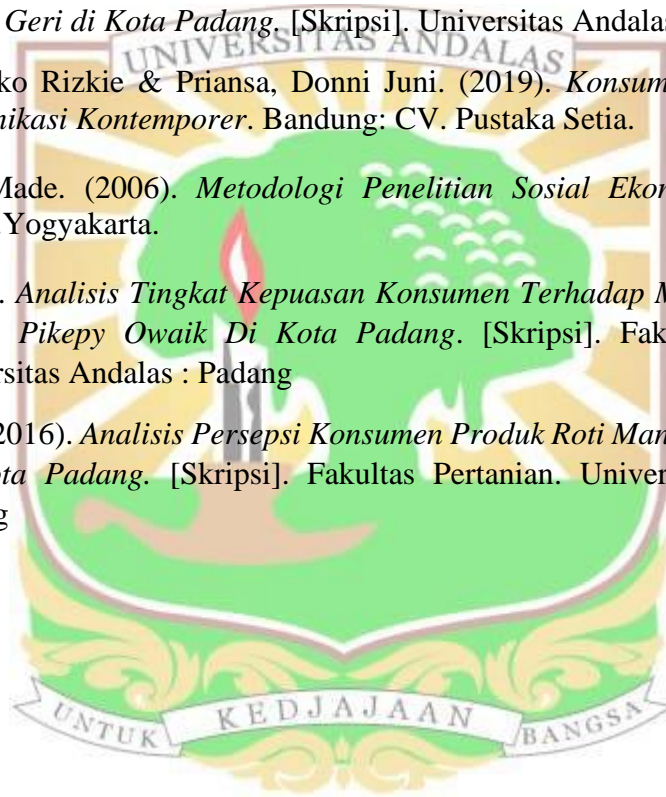 Geri di Kota Padang. [Skripsi]. Universitas Andalas
UNIVERSITAS ANDALAS
ko Rizkie & Priansa, Donni Juni. (2019). Konsum
nikasi Kontemporer. Bandung: CV. Pustaka Setia.
Made. (2006). Metodologi Penelitian Sosial Ekon
.Yogyakarta.
. Analisis Tingkat Kepuasan Konsumen Terhadap M
Pikepy Owaik Di Kota Padang. [Skripsi]. Fak
rsitas Andalas : Padang
2016). Analisis Persepsi Konsumen Produk Roti Man
ota Padang. [Skripsi]. Fakultas Pertanian. Univer
g
UNTUK KEDJAJAAN BANGSA